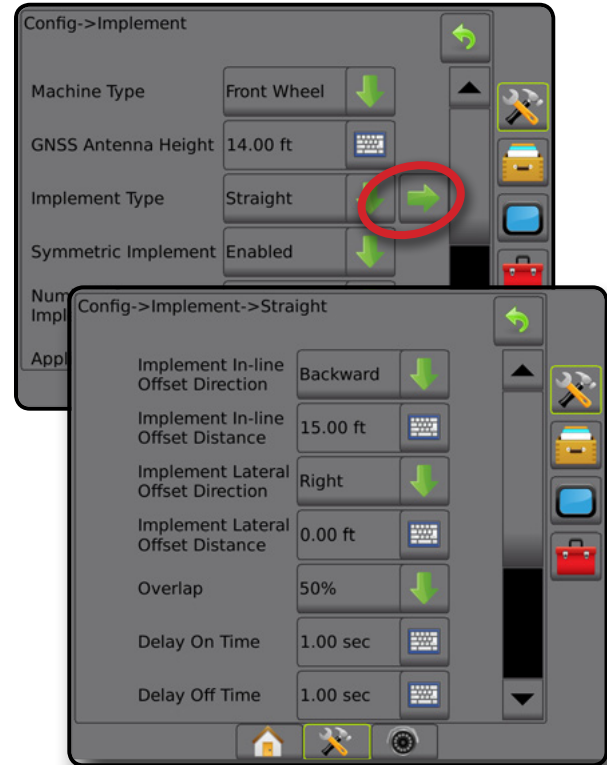 Config->Implement
Machine Type Front Wheel
GNSS Antenna Height 14.00 ft
Implement Type Straight
Symmetric Implement Enabled
Config->Implement->Straight
Implement In-line
Offset Direction
Backward
Implement In-line
Offset Distance
15.00 ft
Implement Lateral
Offset Direction
Right
Implement Lateral
Offset Distance
0.00 ft
Overlap 50%
Delay On Time 1.00 sec
Delay Off Time 1.00 sec